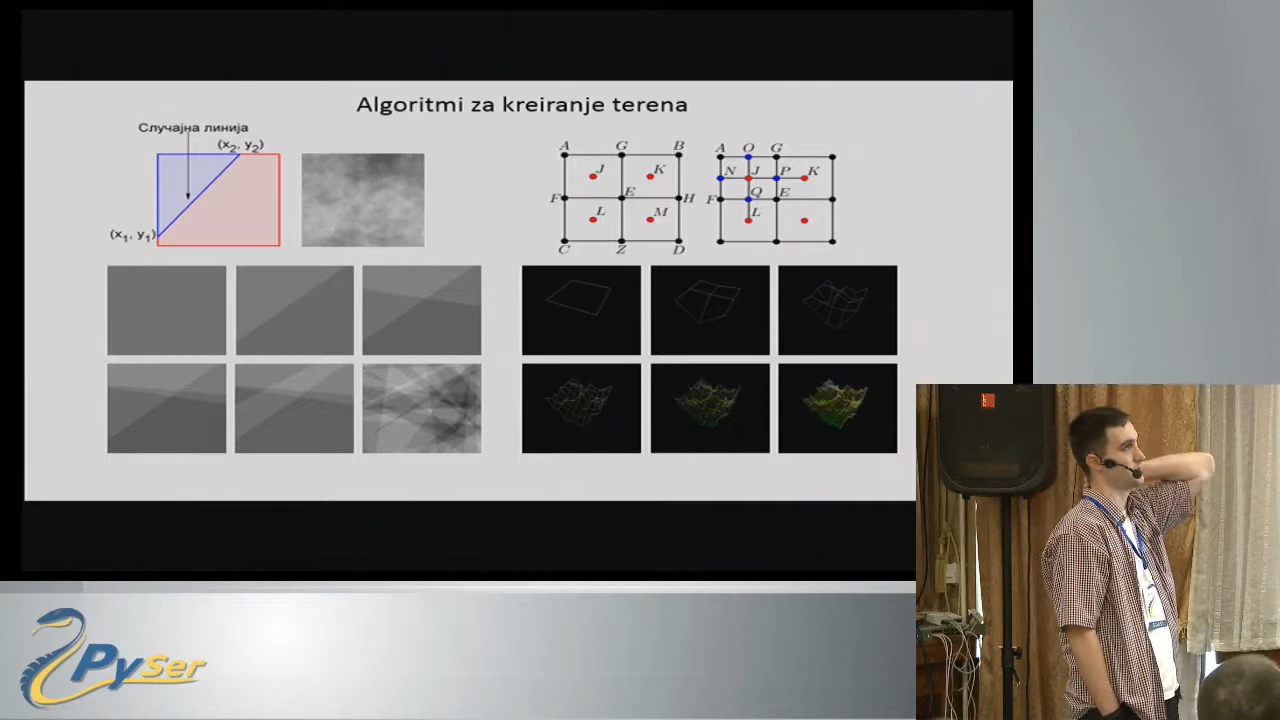 Algoritmi za kreiranje terena
Случајна линија
(x₂, y₂)
(x₁, y₁)
A G B
J K
F E H
L M
C Z D
A O G
N J P K
F Q E
L
PySer